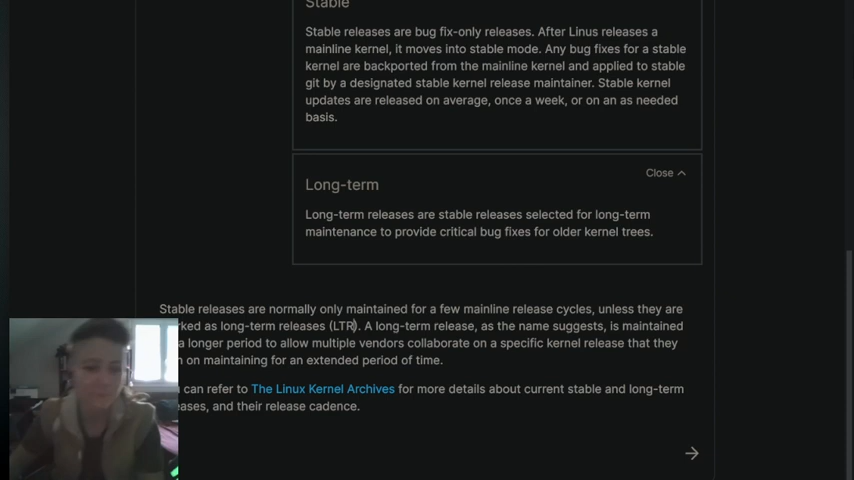 Stable
Stable releases are bug fix-only releases. After Linus releases a
mainline kernel, it moves into stable mode. Any bug fixes for a stable
kernel are backported from the mainline kernel and applied to stable
git by a designated stable kernel release maintainer. Stable kernel
updates are released on average, once a week, or on an as needed
basis.
Close
Long-term
Long-term releases are stable releases selected for long-term
maintenance to provide critical bug fixes for older kernel trees.
Stable releases are normally only maintained for a few mainline release cycles, unless they are
as long-term releases (LTR). A long-term release, as the name suggests, is maintained
a longer period to allow multiple vendors collaborate on a specific kernel release that they
on maintaining for an extended period of time.
can refer to The Linux Kernel Archives for more details about current stable and long-term
and their release cadence.